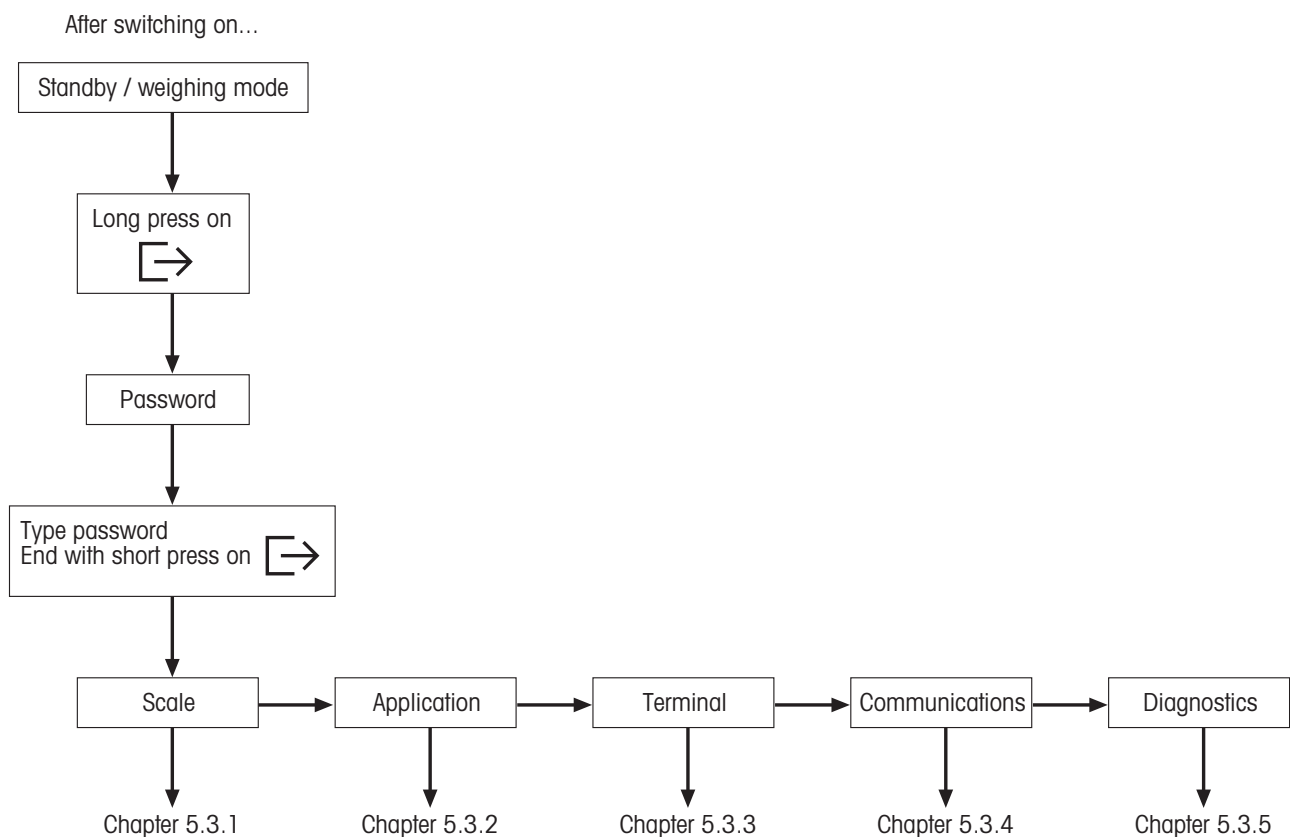 After switching on...
Standby / weighing mode
Long press on
Password
Type password
End with short press on
Scale
Application
Terminal
Communications
Diagnostics
Chapter 5.3.1
Chapter 5.3.2
Chapter 5.3.3
Chapter 5.3.4
Chapter 5.3.5